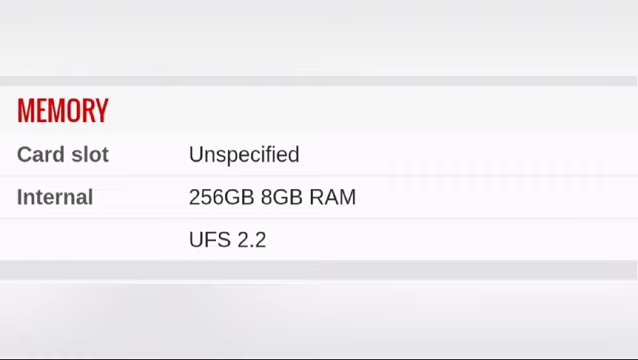 MEMORY
Card slot Unspecified
Internal 256GB 8GB RAM
UFS 2.2